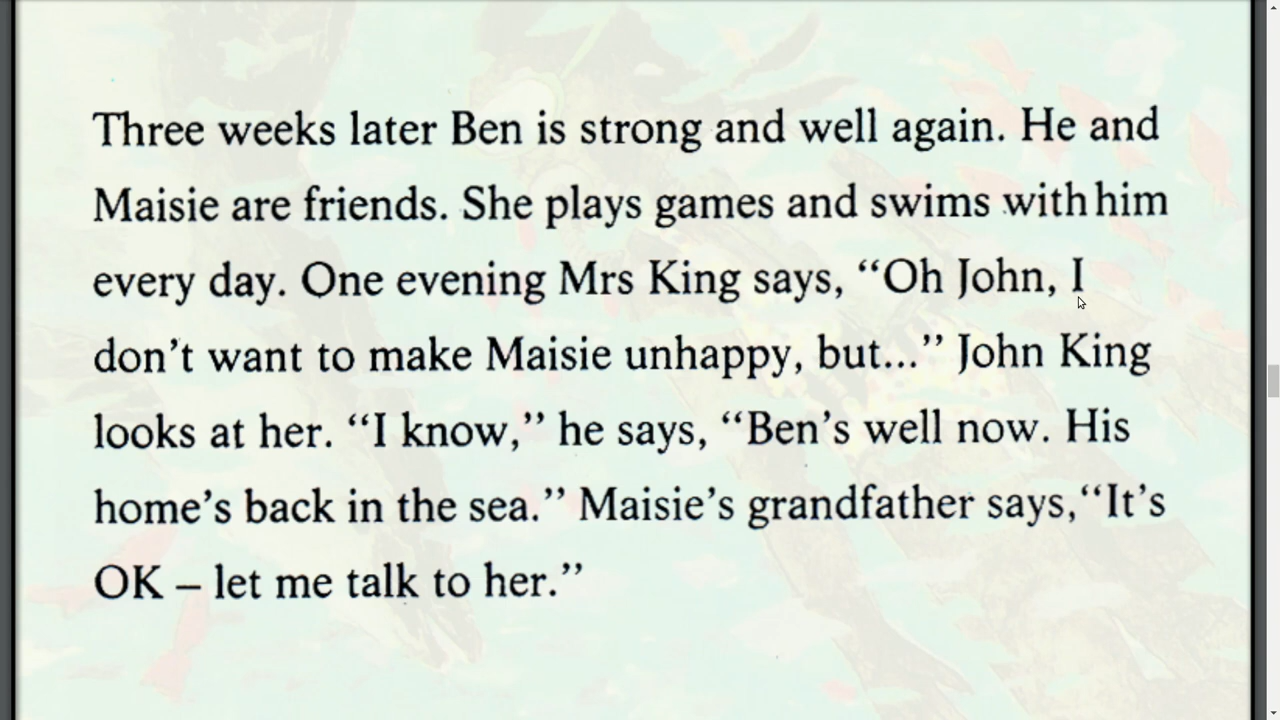 Three weeks later Ben is strong and well again. He and
Maisie are friends. She plays games and swims with him
every day. One evening Mrs King says, “Oh John, I
don’t want to make Maisie unhappy, but...” John King
looks at her. “I know,” he says, “Ben’s well now. His
home’s back in the sea.” Maisie’s grandfather says,“It’s
OK – let me talk to her.”